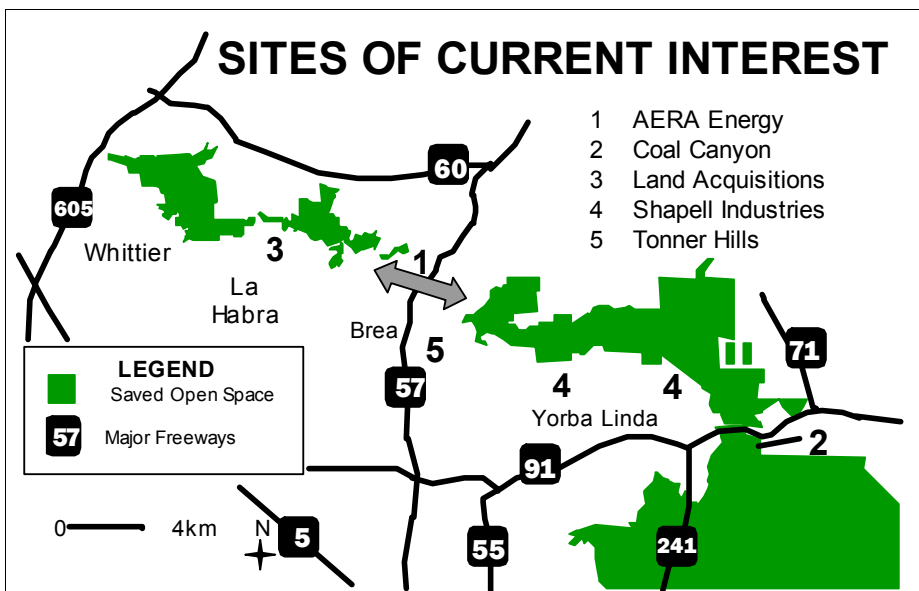 SITES OF CURRENT INTEREST
1 AERA Energy
2 Coal Canyon
3 Land Acquisitions
4 Shapell Industries
5 Tonner Hills
60
605
Whittier
3
1
La
Habra
Brea
5
71
LEGEND
Saved Open Space
57
Major Freeways
57
4
4
Yorba Linda
2
91
0
4km
N
5
55
241